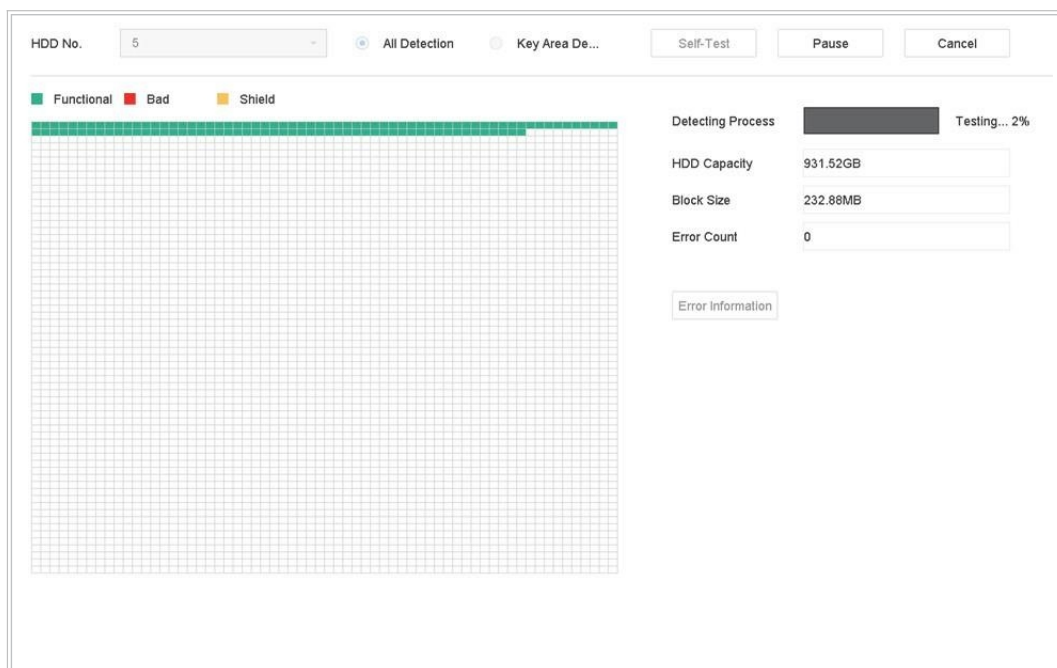 HDD No. 5 All Detection Key Area De... Self-Test Pause Cancel
Functional Bad Shield
Detecting Process Testing... 2%
HDD Capacity 931.52GB
Block Size 232.88MB
Error Count 0
Error Information